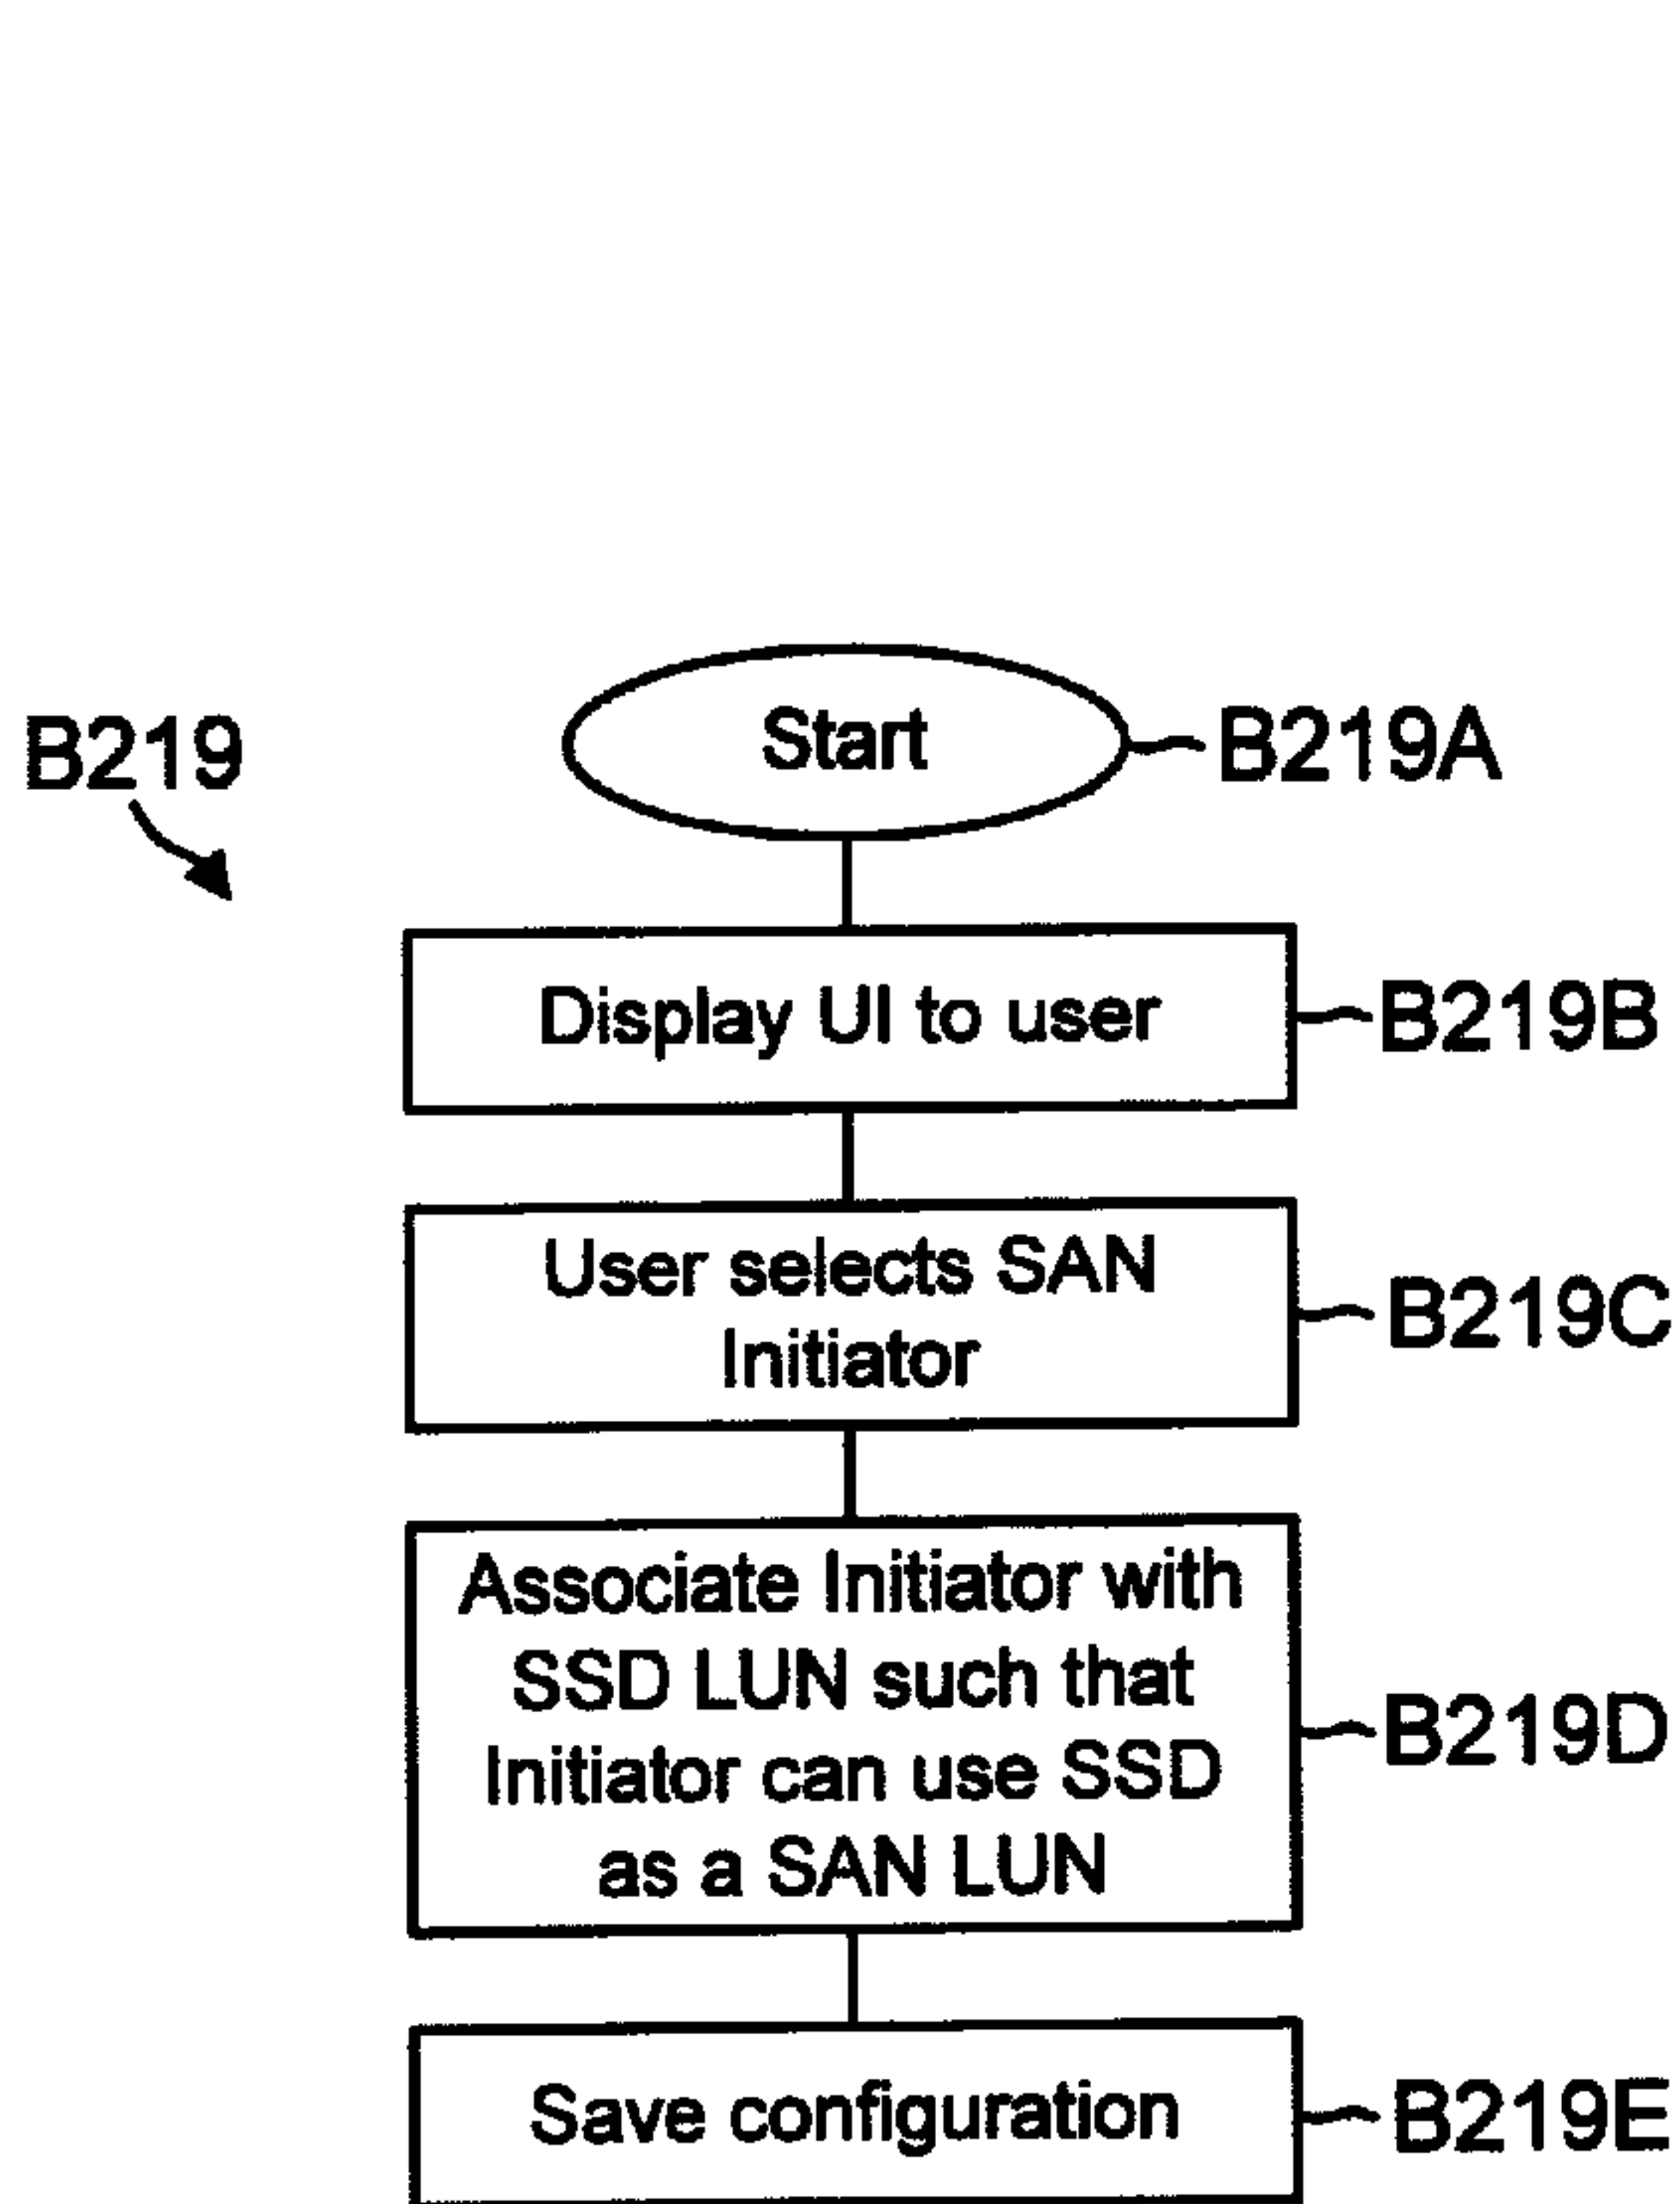 B219
Start
B219A
Display UI to user
B219B
User selects SAN
Initiator
B219C
Associate Initiator with
SSD LUN such that
Initiator can use SSD
as a SAN LUN
B219D
Save configuration
B219E